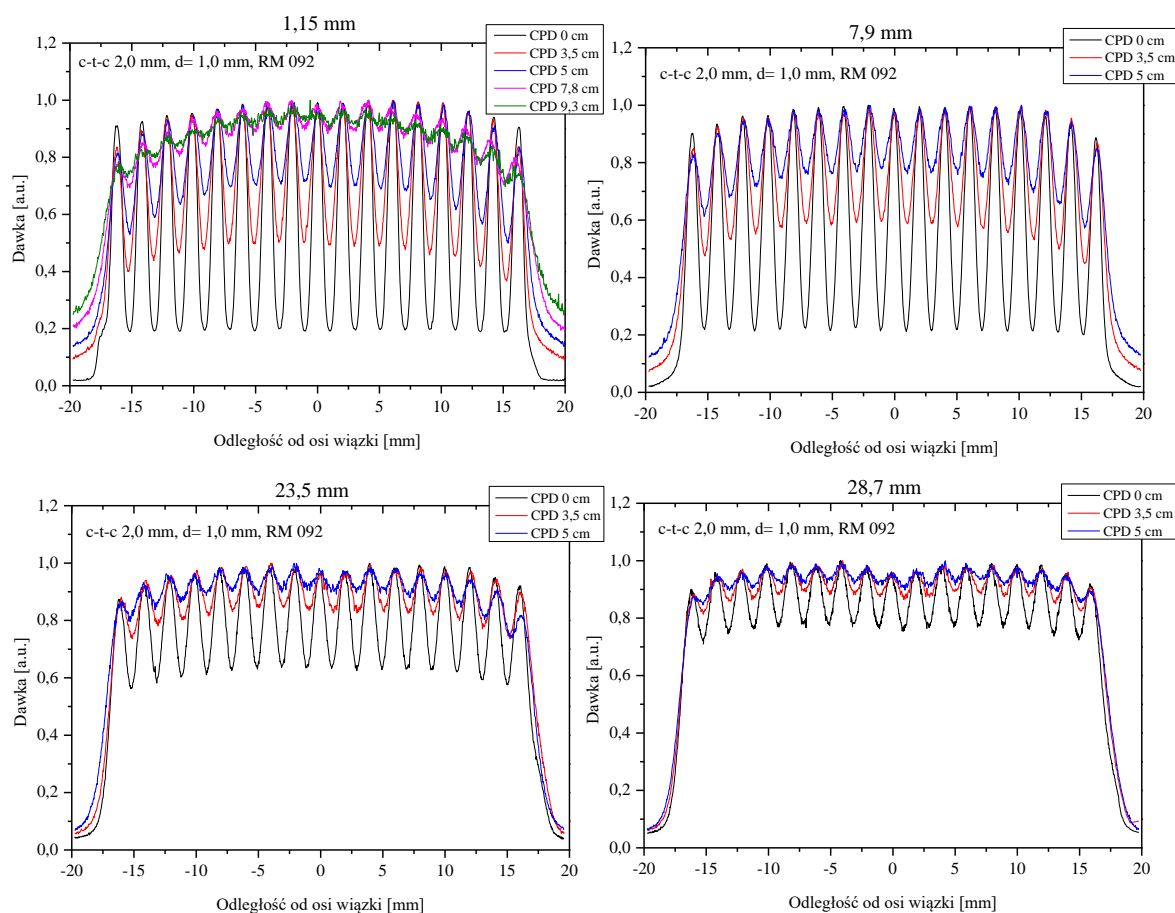 1,15 mm
CPD 0 cm
CPD 3,5 cm
CPD 5 cm
CPD 7,8 cm
CPD 9,3 cm
c-t-c 2,0 mm, d= 1,0 mm, RM 092
Dawka [a.u.]
1,2
1,0
0,8
0,6
0,4
0,2
0,0
-20 -15 -10 -5 0 5 10 15 20
Odległość od osi wiązki [mm]
7,9 mm
CPD 0 cm
CPD 3,5 cm
CPD 5 cm
c-t-c 2,0 mm, d= 1,0 mm, RM 092
Dawka [a.u.]
1,2
1,0
0,8
0,6
0,4
0,2
0,0
-20 -15 -10 -5 0 5 10 15 20
Odległość od osi wiązki [mm]
23,5 mm
CPD 0 cm
CPD 3,5 cm
CPD 5 cm
c-t-c 2,0 mm, d= 1,0 mm, RM 092
Dawka [a.u.]
1,2
1,0
0,8
0,6
0,4
0,2
0,0
-20 -15 -10 -5 0 5 10 15 20
Odległość od osi wiązki [mm]
28,7 mm
CPD 0 cm
CPD 3,5 cm
CPD 5 cm
c-t-c 2,0 mm, d= 1,0 mm, RM 092
Dawka [a.u.]
1,2
1,0
0,8
0,6
0,4
0,2
0,0
-20 -15 -10 -5 0 5 10 15 20
Odległość od osi wiązki [mm]